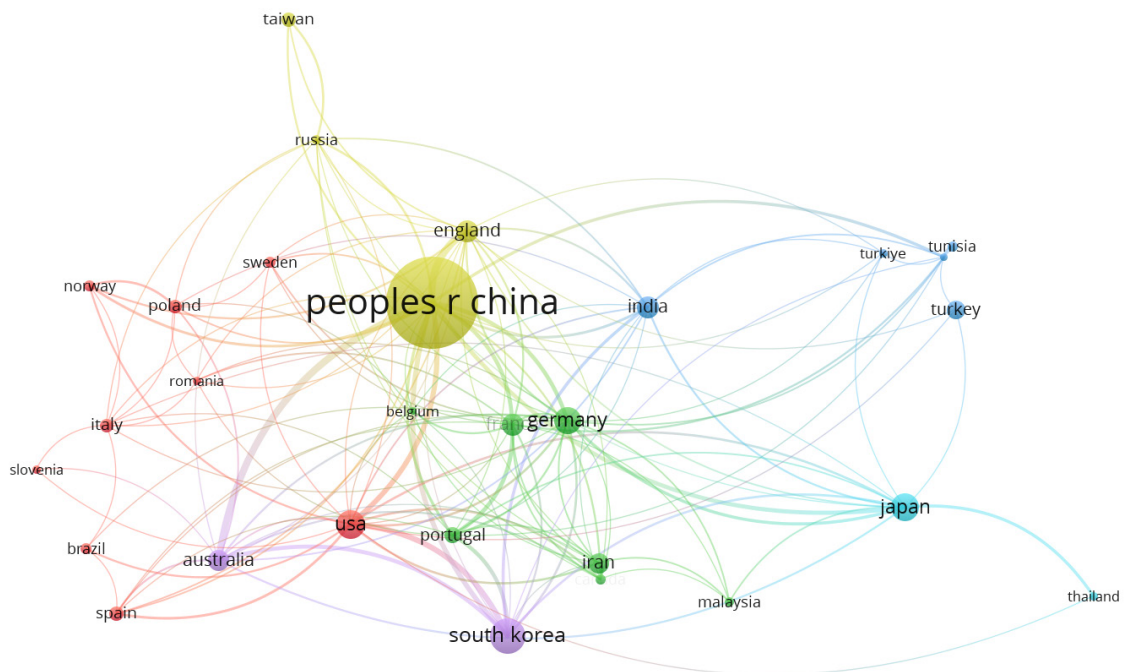 taiwan
russia
england
sweden
tunisia
turkiye
norway
peoples r china
poland
india
turkey
romania
belgium
germany
italy
slovenia
japan
usa
portugal
brazil
australia
iran
thailand
malaysia
spain
south korea